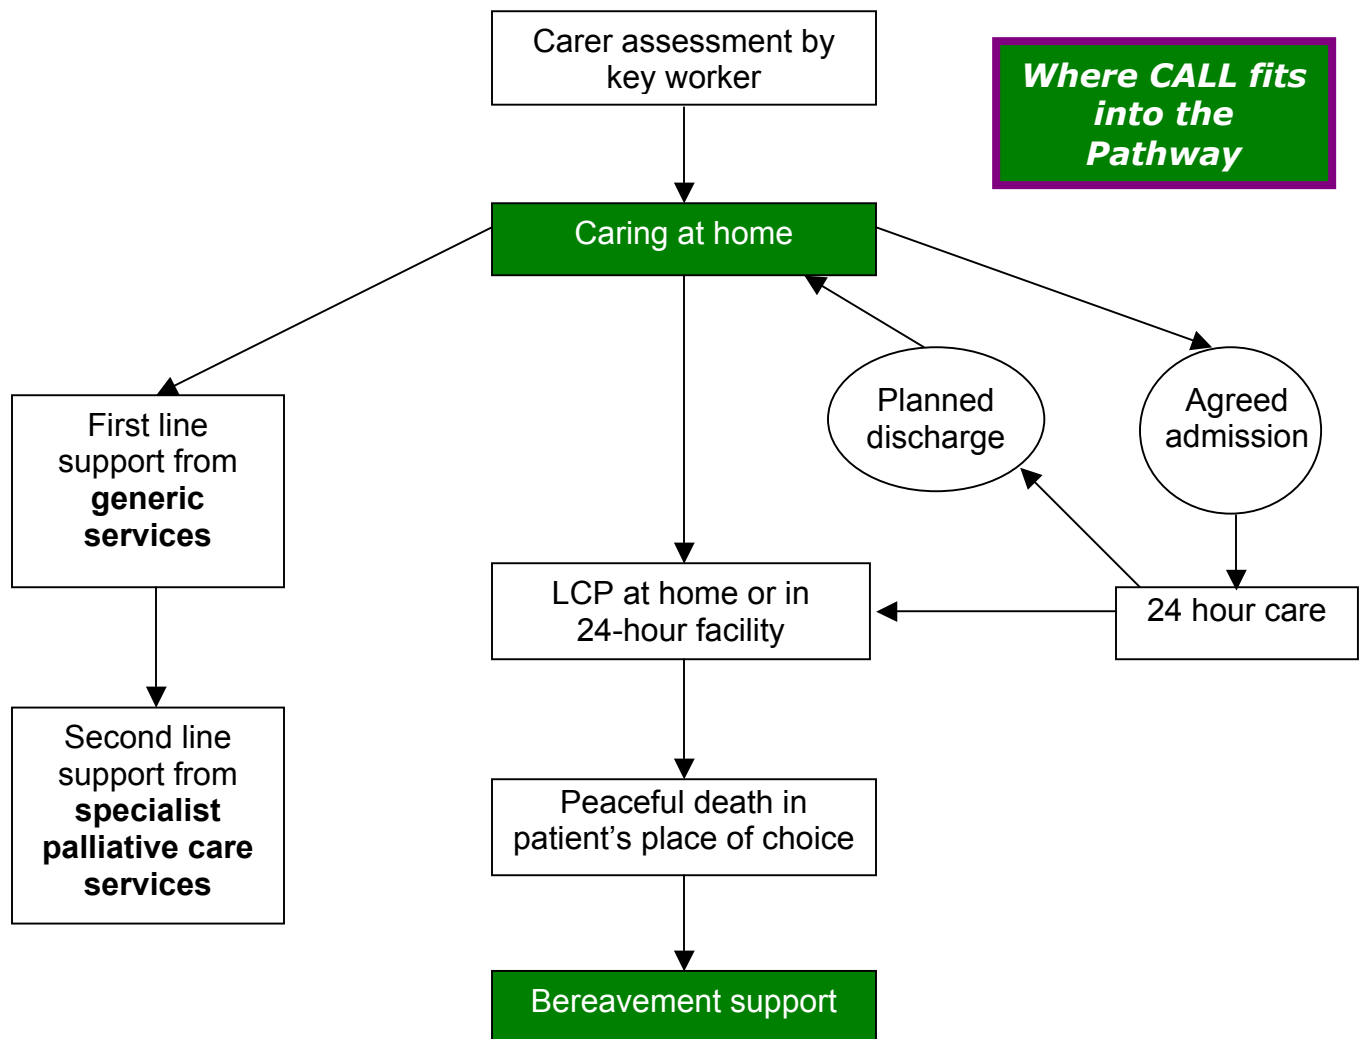 Carer assessment by
key worker
Where CALL fits
into the
Pathway
Caring at home
Planned
discharge
Agreed
admission
First line
support from
generic
services
LCP at home or in
24-hour facility
24 hour care
Second line
support from
specialist
palliative care
services
Peaceful death in
patient’s place of choice
Bereavement support